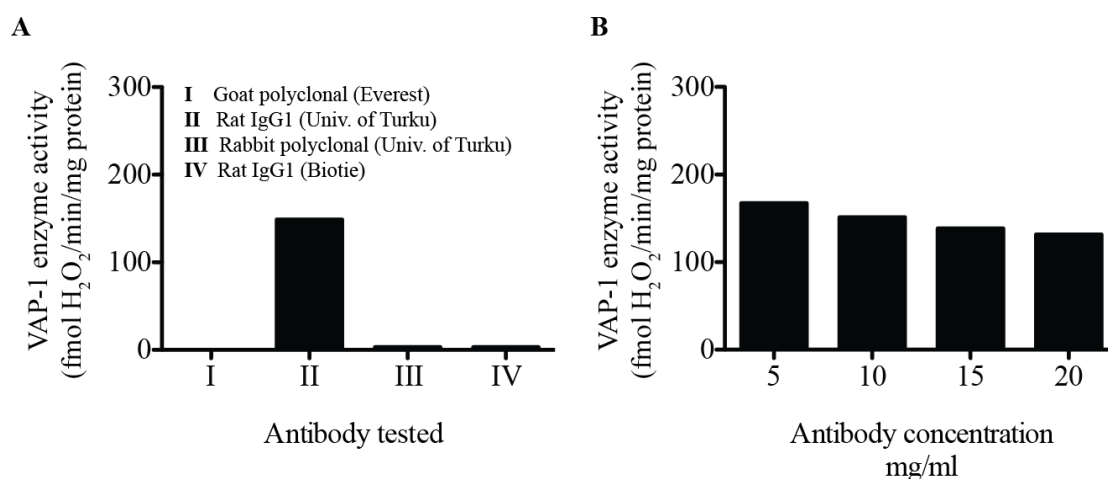 A
VAP-1 enzyme activity
(fmol H₂O₂/min/mg protein)
300
200
100
0
I Goat polyclonal (Everest)
II Rat IgG1 (Univ. of Turku)
III Rabbit polyclonal (Univ. of Turku)
IV Rat IgG1 (Biotie)
I II III IV
Antibody tested
B
VAP-1 enzyme activity
(fmol H₂O₂/min/mg protein)
300
200
100
0
5 10 15 20
Antibody concentration
mg/ml